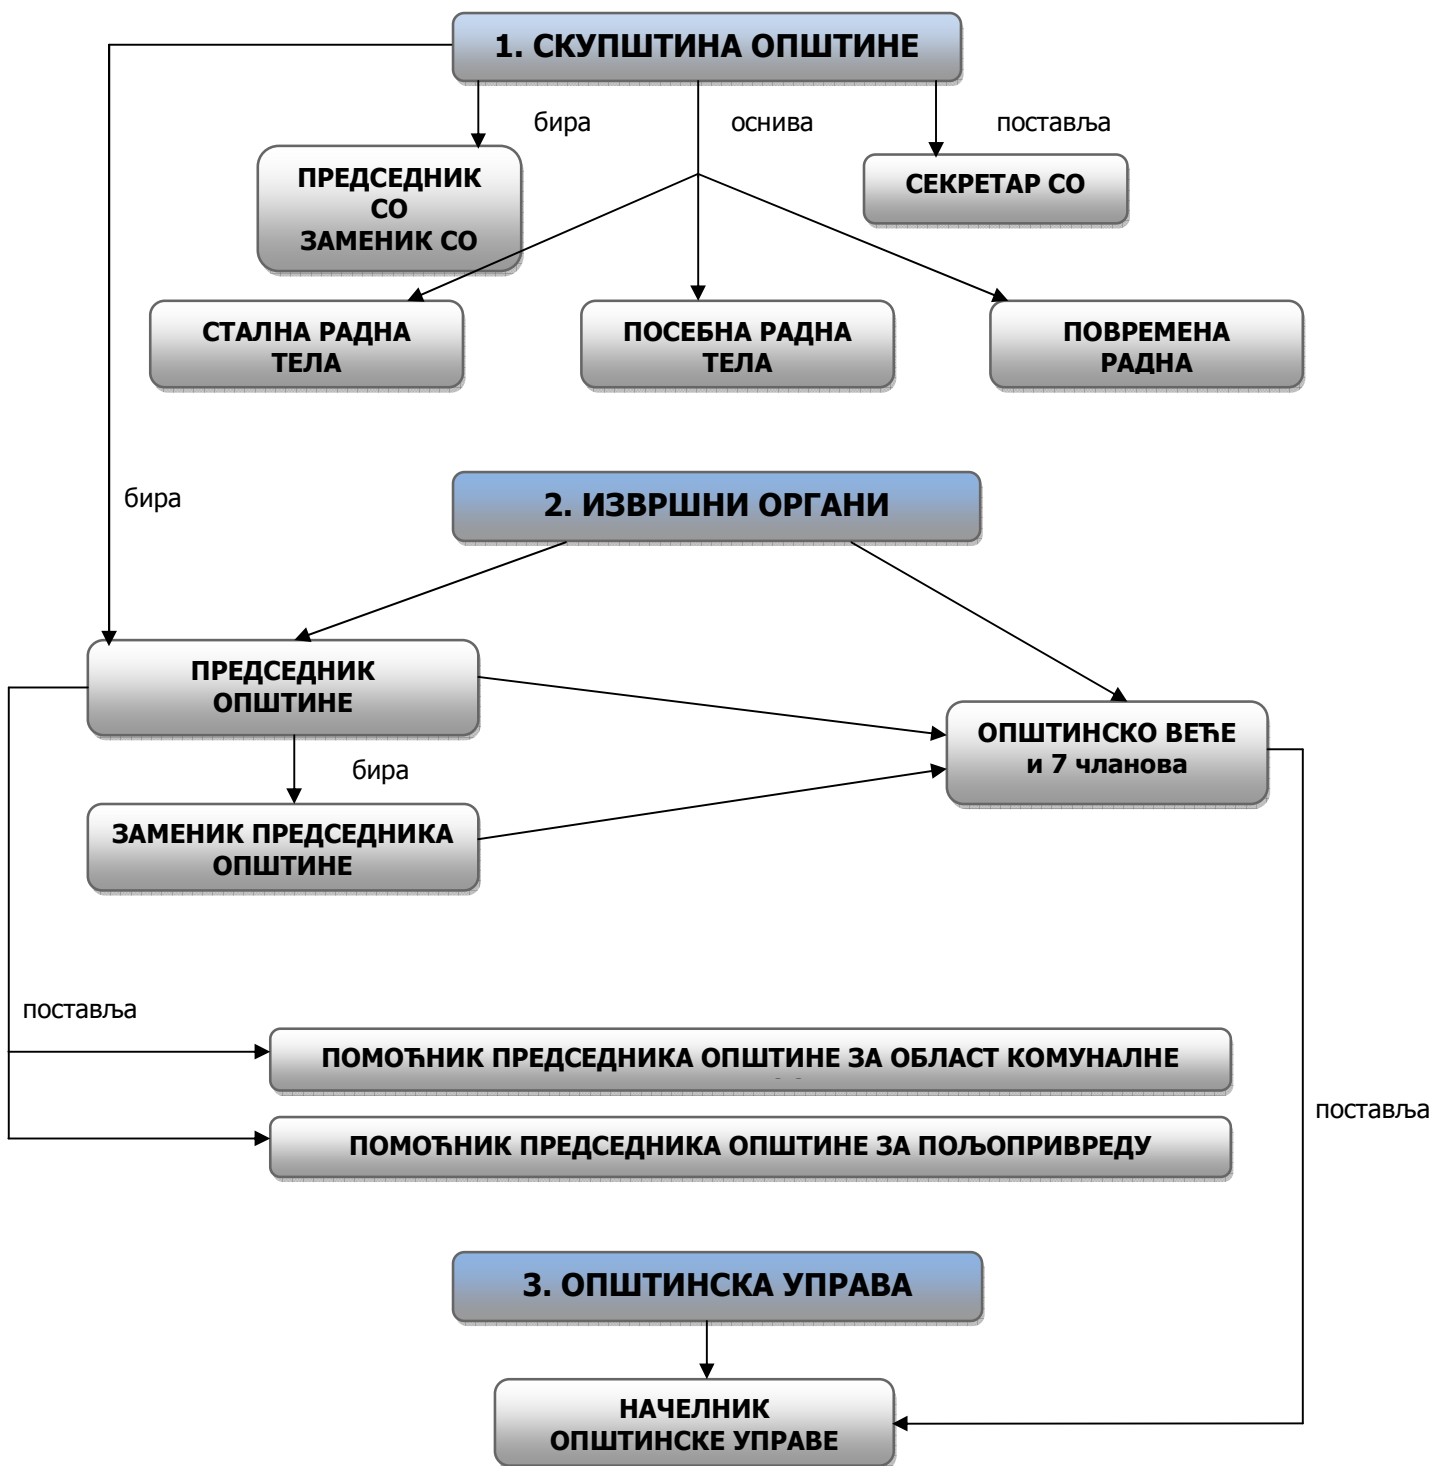 1. СКУПШТИНА ОПШТИНЕ
бира
оснива
поставља
ПРЕДСЕДНИК
СО
ЗАМЕНИК СО
СЕКРЕТАР СО
СТАЛНА РАДНА
ТЕЛА
ПОСЕБНА РАДНА
ТЕЛА
ПОВРЕМЕНА
РАДНА
бира
2. ИЗВРШНИ ОРГАНИ
ПРЕДСЕДНИК
ОПШТИНЕ
ОПШТИНСКО ВЕЋЕ
и 7 чланова
бира
ЗАМЕНИК ПРЕДСЕДНИКА
ОПШТИНЕ
поставља
ПОМОЋНИК ПРЕДСЕДНИКА ОПШТИНЕ ЗА ОБЛАСТ КОМУНАЛНЕ
поставља
ПОМОЋНИК ПРЕДСЕДНИКА ОПШТИНЕ ЗА ПОЉОПРИВРЕДУ
3. ОПШТИНСКА УПРАВА
НАЧЕЛНИК
ОПШТИНСКЕ УПРАВЕ